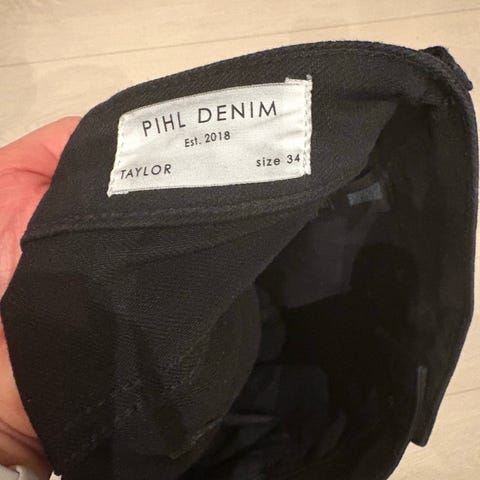 PIHL DENIM
Est. 2018
TAYLOR size 34